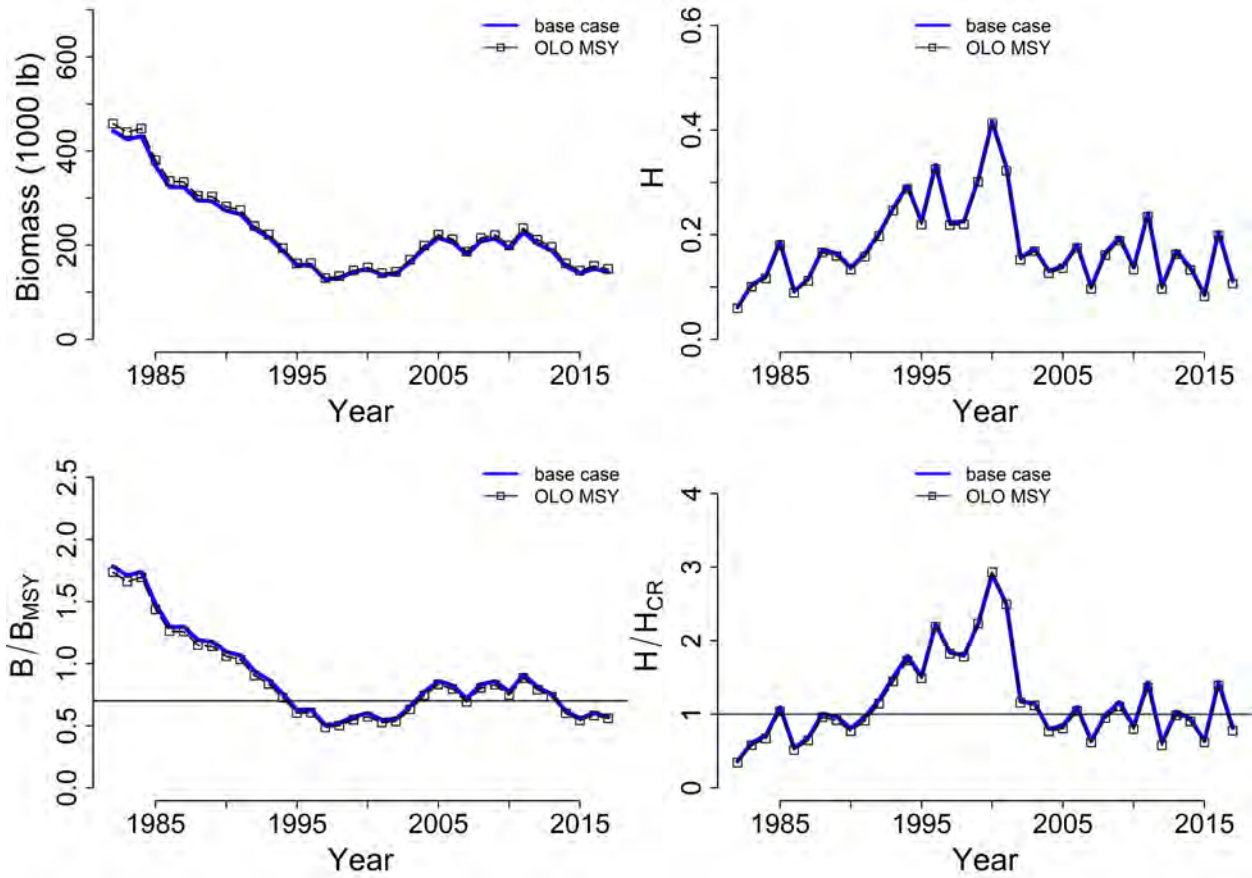 base case
OLO MSY
Biomass (1000 lb)
600
400
200
0
1985 1995 2005 2015
Year
base case
OLO MSY
H
0.6
0.4
0.2
0.0
1985 1995 2005 2015
Year
base case
OLO MSY
B/B_MSY
2.5
2.0
1.5
1.0
0.5
0.0
1985 1995 2005 2015
Year
base case
OLO MSY
H/H_CR
4
3
2
1
0
1985 1995 2005 2015
Year